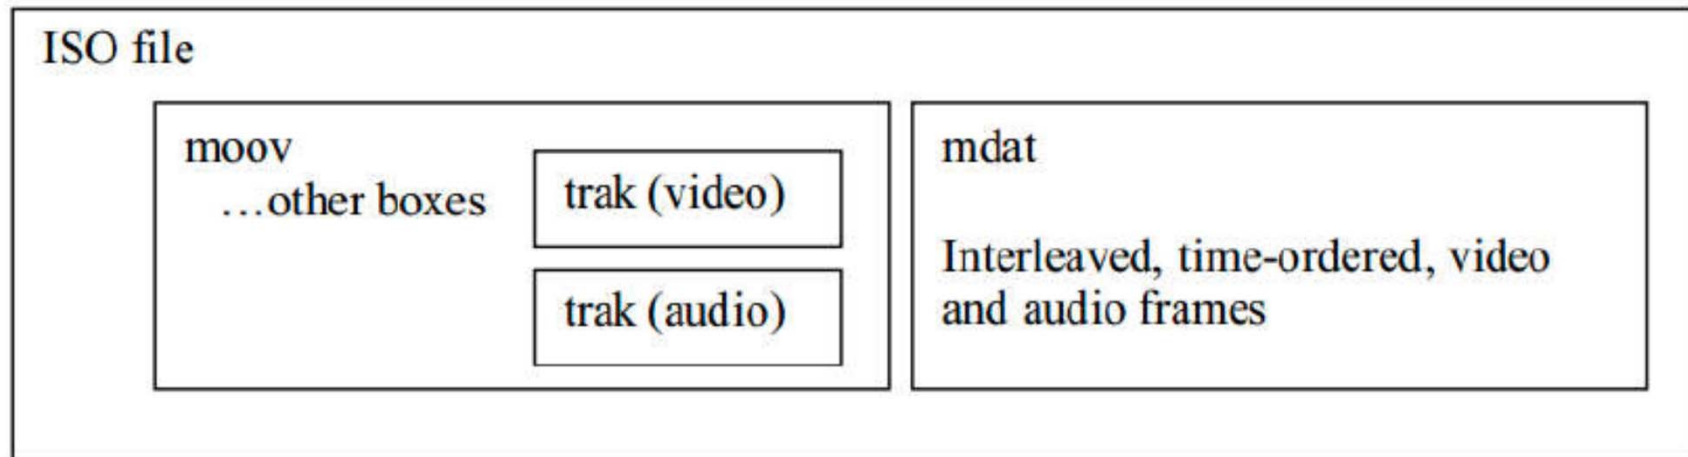 ISO file
moov
…other boxes
trak (video)
trak (audio)
mdat
Interleaved, time-ordered, video
and audio frames